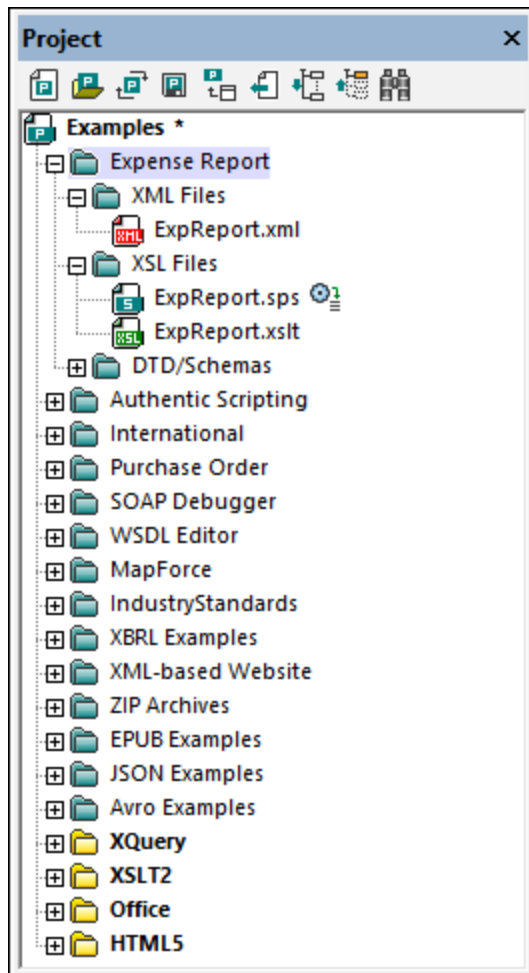 Project
Examples *
Expense Report
XML Files
XML ExpReport.xml
XSL Files
S ExpReport.sps
XSL ExpReport.xslt
DTD/Schemas
Authentic Scripting
International
Purchase Order
SOAP Debugger
WSDL Editor
MapForce
IndustryStandards
XBRL Examples
XML-based Website
ZIP Archives
EPUB Examples
JSON Examples
Avro Examples
XQuery
XSLT2
Office
HTML5